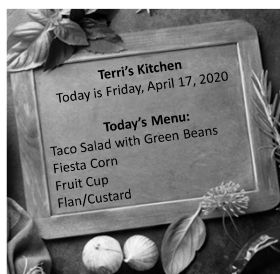 Terri's Kitchen
Today is Friday, April 17, 2020
Today's Menu:
Taco Salad with Green Beans
Fiesta Corn
Fruit Cup
Flan/Custard